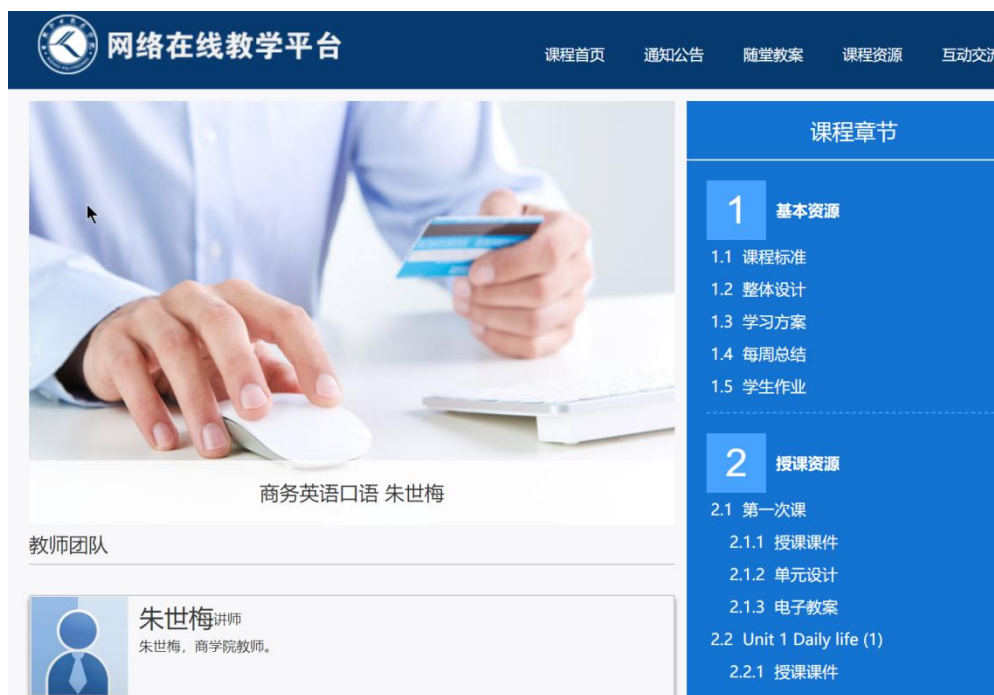 网络在线教学平台
课程首页 通知公告 随堂教案 课程资源 互动交流
商务英语口语 朱世梅
教师团队
朱世梅讲师
朱世梅，商学院教师。
课程章节
1 基本资源
1.1 课程标准
1.2 整体设计
1.3 学习方案
1.4 每周总结
1.5 学生作业
2 授课资源
2.1 第一次课
2.1.1 授课课件
2.1.2 单元设计
2.1.3 电子教案
2.2 Unit 1 Daily life (1)
2.2.1 授课课件